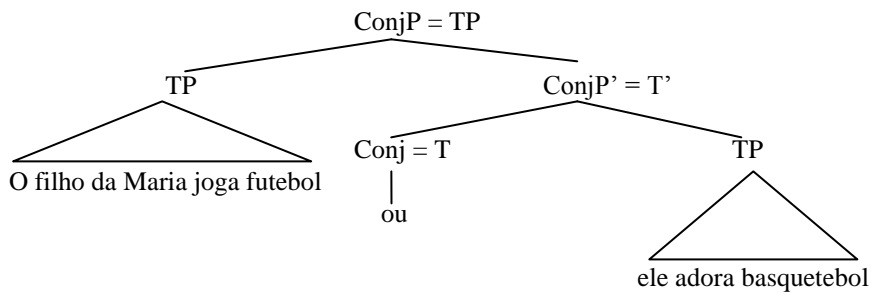 ConjP = TP
TP
ConjP’ = T’
Conj = T
TP
O filho da Maria joga futebol
ou
ele adora basquetebol